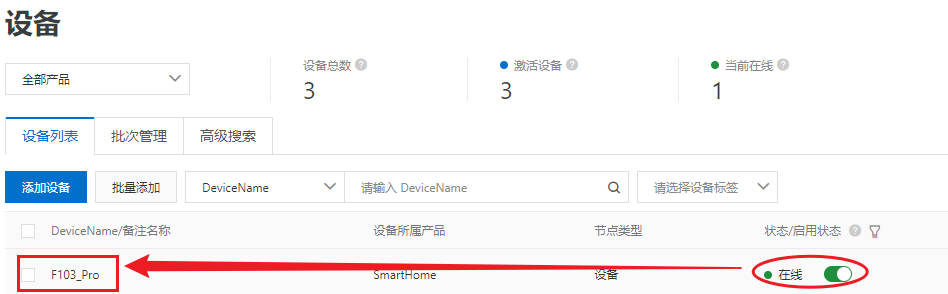 设备
全部产品
设备总数
3
激活设备
3
当前在线
1
设备列表 批次管理 高级搜索
添加设备 批量添加 DeviceName 请输入 DeviceName 请选择设备标签
DeviceName/备注名称 设备所属产品 节点类型 状态/启用状态
F103_Pro SmartHome 设备 在线